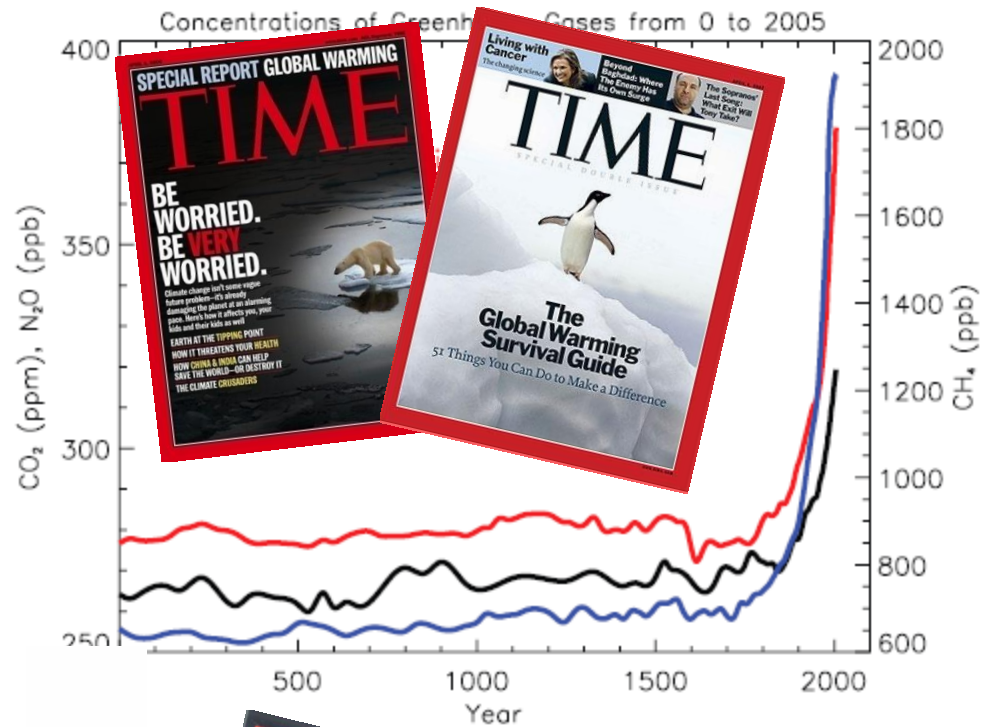 Concentrations of Greenh Gases from 0 to 2005
400
350
300
250
CO₂ (ppm), N₂O (ppb)
2000
1800
1600
1400
1200
1000
800
600
CH₄ (ppb)
500 1000 1500 2000
Year
SPECIAL REPORT GLOBAL WARMING
TIME
BE
WORRIED.
BE VERY
WORRIED.
Climate change isn't some vague
future problem—it's already
damaging the planet at an alarming
pace. Here's how it affects you, your
kids and their kids as well
EARTH AT THE TIPPING POINT
HOW IT THREATENS YOUR HEALTH
HOW CHINA & INDIA CAN HELP
SAVE THE WORLD—OR DESTROY IT
THE CLIMATE CRUSADERS
Living with
Cancer
The changing science
Beyond
Baghdad: Where
The Enemy Has
Its Own Surge
The Sopranos'
Last Song:
What Exit Will
Tony Take?
TIME
SPECIAL DOUBLE ISSUE
The
Global Warming
Survival Guide
51 Things You Can Do to Make a Difference